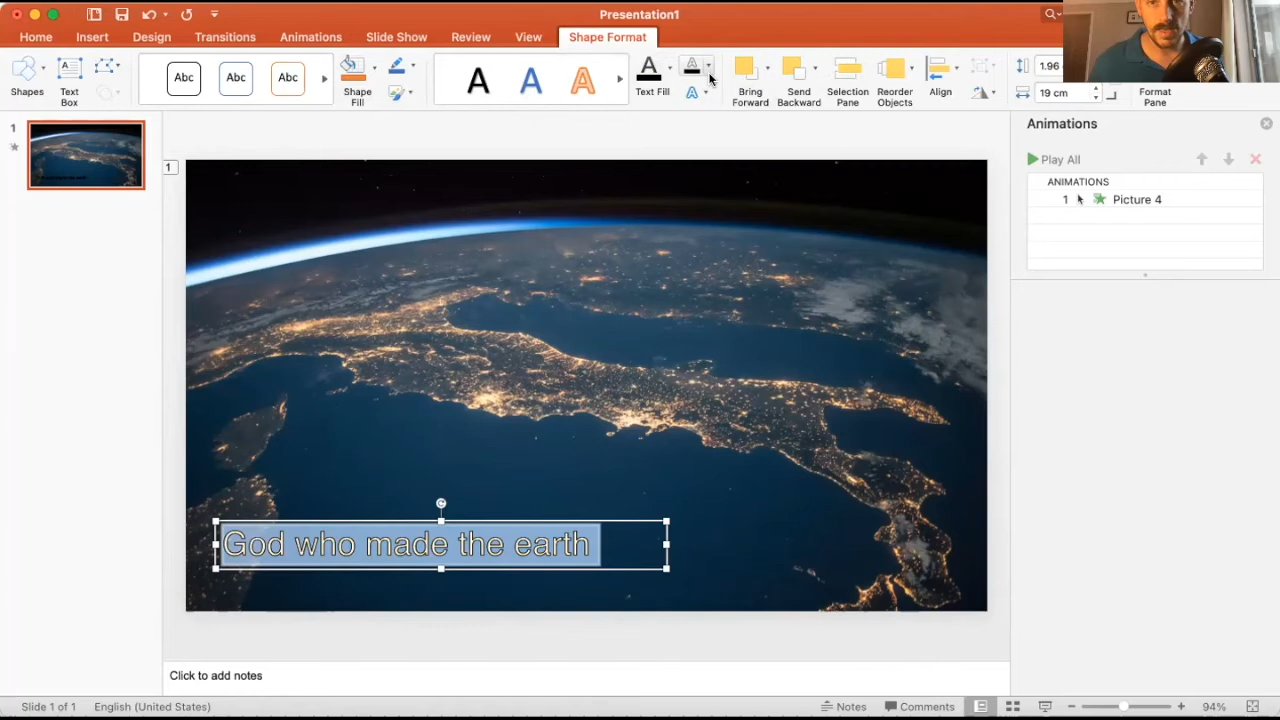 Presentation1
Home Insert Design Transitions Animations Slide Show Review View Shape Format
Abc Abc Abc
A A A
Shapes
Text Box
Shape Fill
Text Fill
Bring Forward
Send Backward
Selection Pane
Reorder Objects
Align
1.96
19 cm
Format Pane
1
1
God who made the earth
Animations
Play All
ANIMATIONS
1 Picture 4
Click to add notes
Slide 1 of 1 English (United States) Notes Comments 94%